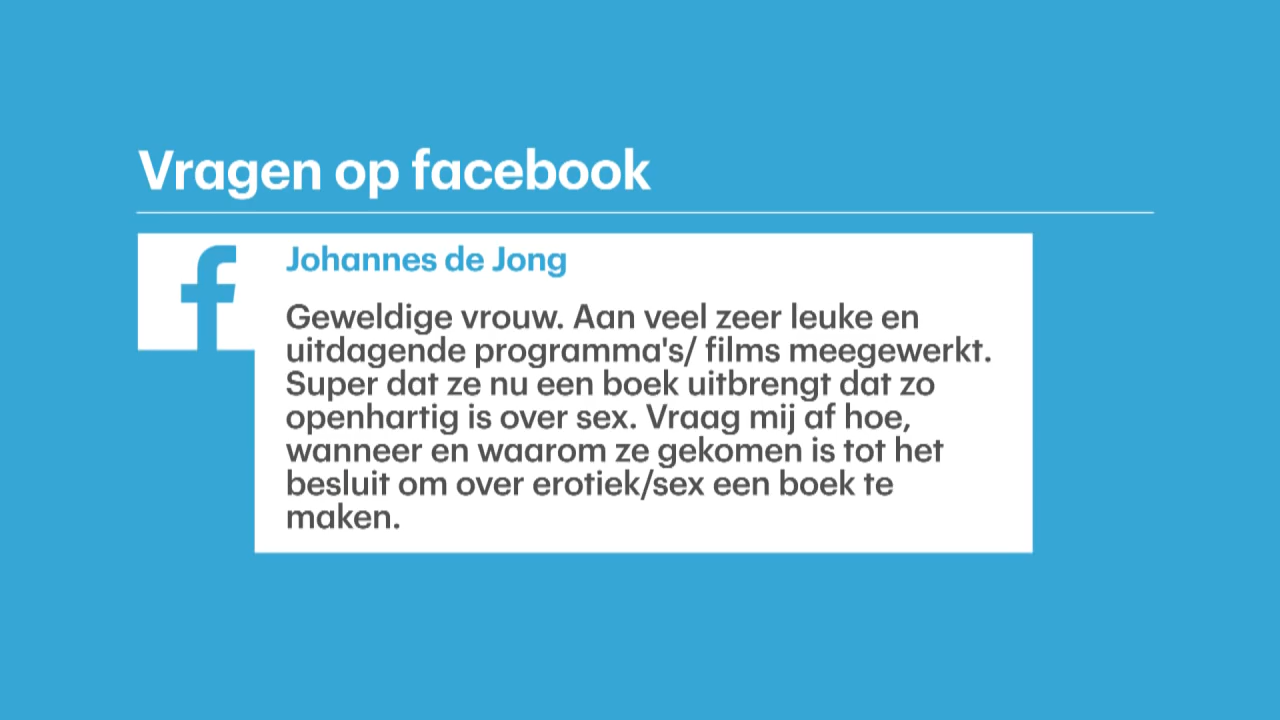 Vragen op facebook
Johannes de Jong
Geweldige vrouw. Aan veel zeer leuke en
uitdagende programma's/ films meegewerkt.
Super dat ze nu een boek uitbrengt dat zo
openhartig is over sex. Vraag mij af hoe,
wanneer en waarom ze gekomen is tot het
besluit om over erotiek/sex een boek te
maken.